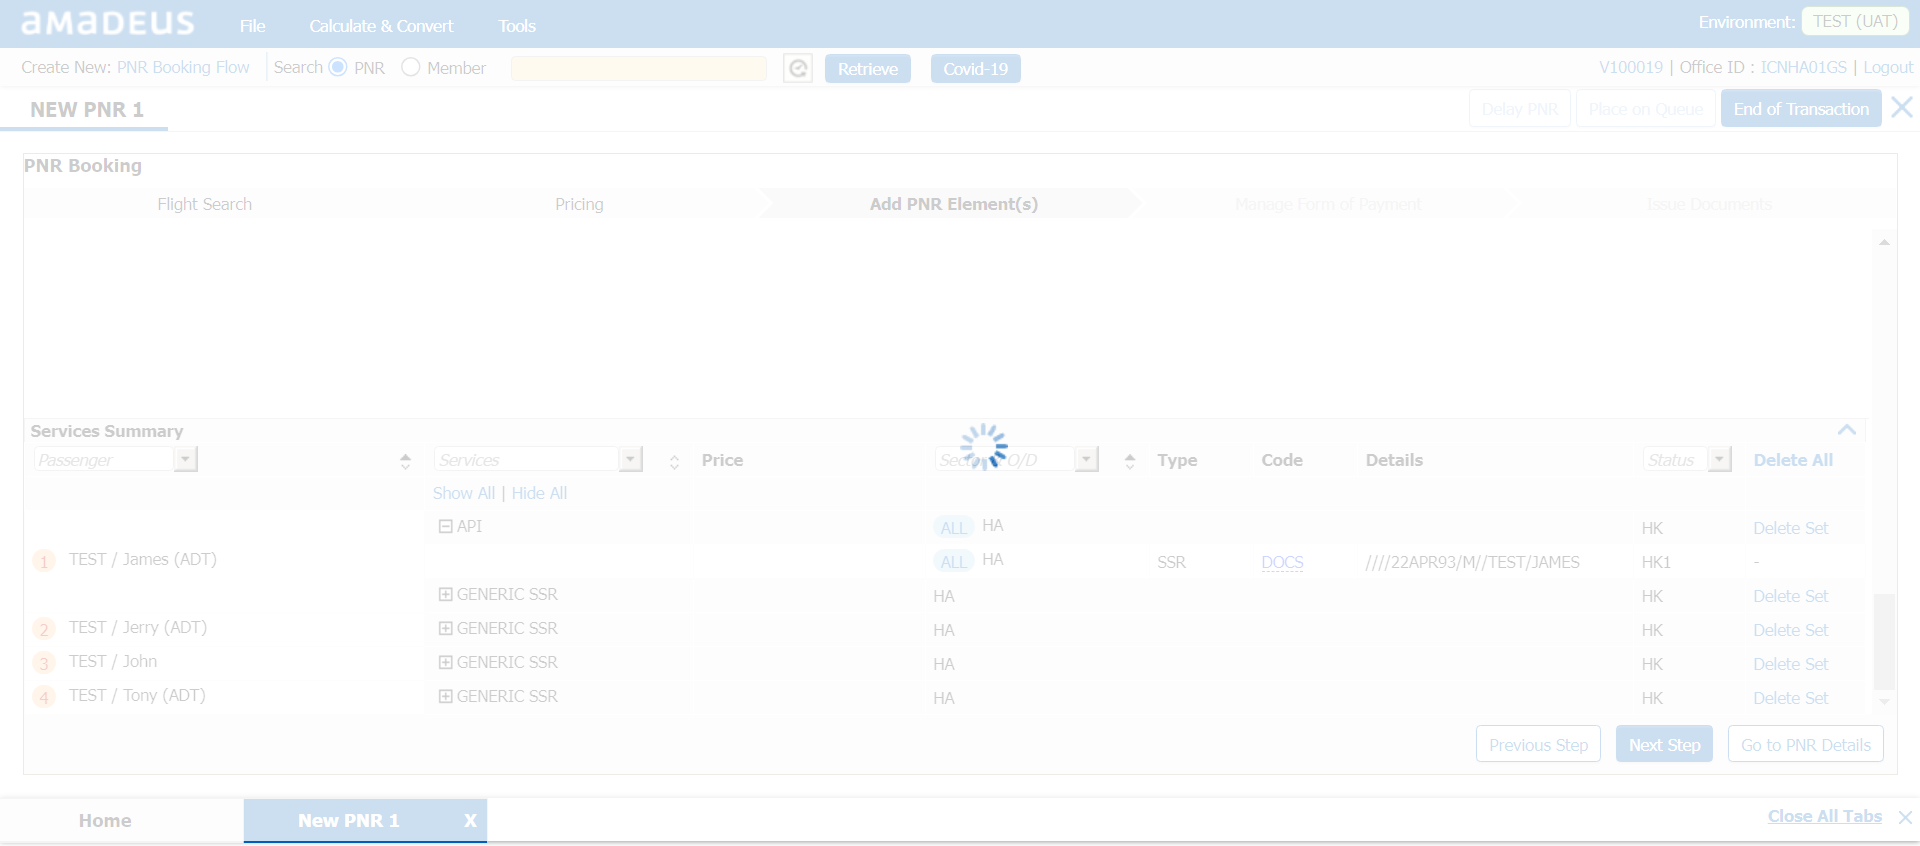 aMaDEUS File Calculate & Convert Tools Environment: TEST (UAT)
Create New: PNR Booking Flow Search PNR Member Retrieve Covid-19 V100019 | Office ID : ICNHA01GS | Logout
NEW PNR 1 Delay PNR Place on Queue End of Transaction
PNR Booking
Flight Search Pricing Add PNR Element(s) Manage Form of Payment Issue Documents
Services Summary
Passenger Services Price O/D Type Code Details Status Delete All
Show All | Hide All
API ALL HA HK Delete Set
1 TEST / James (ADT) ALL HA SSR DOCS ////22APR93/M//TEST/JAMES HK1 -
GENERIC SSR HA HK Delete Set
2 TEST / Jerry (ADT) GENERIC SSR HA HK Delete Set
3 TEST / John GENERIC SSR HA HK Delete Set
4 TEST / Tony (ADT) GENERIC SSR HA HK Delete Set
Previous Step Next Step Go to PNR Details
Home New PNR 1 X Close All Tabs